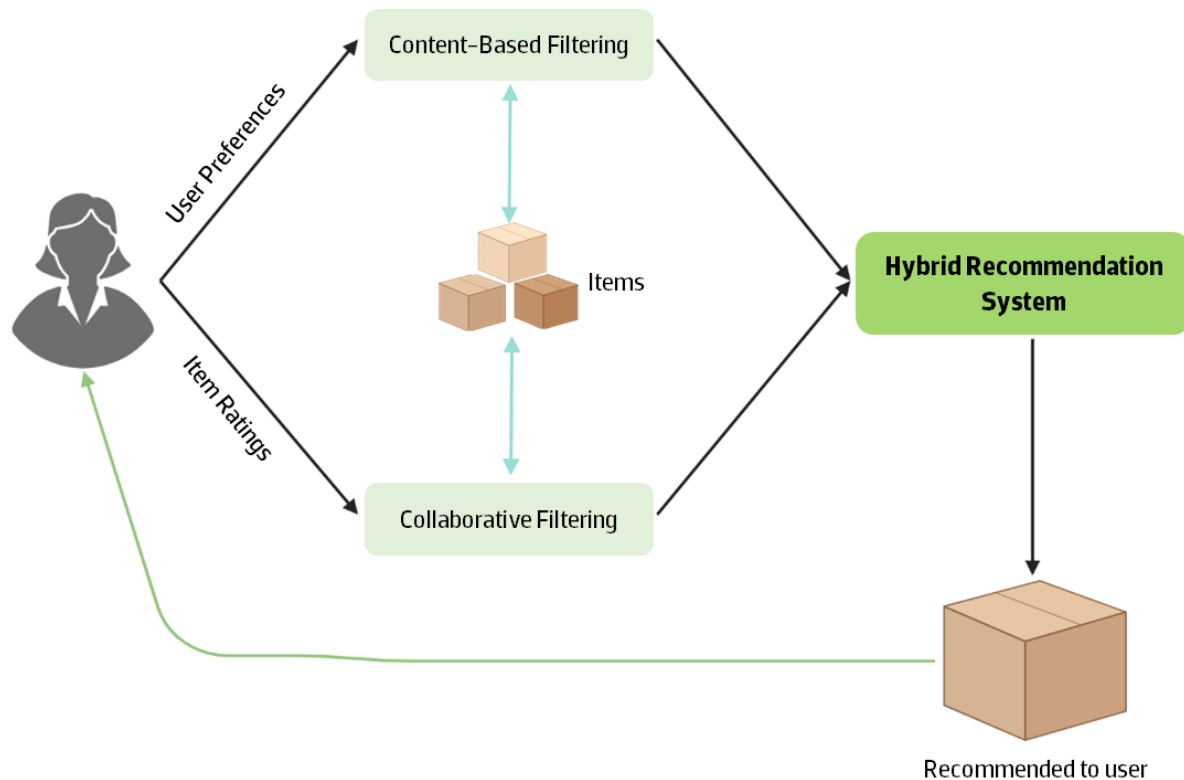 Content-Based Filtering
User Preferences
Items
Hybrid Recommendation
System
Item Ratings
Collaborative Filtering
Recommended to user